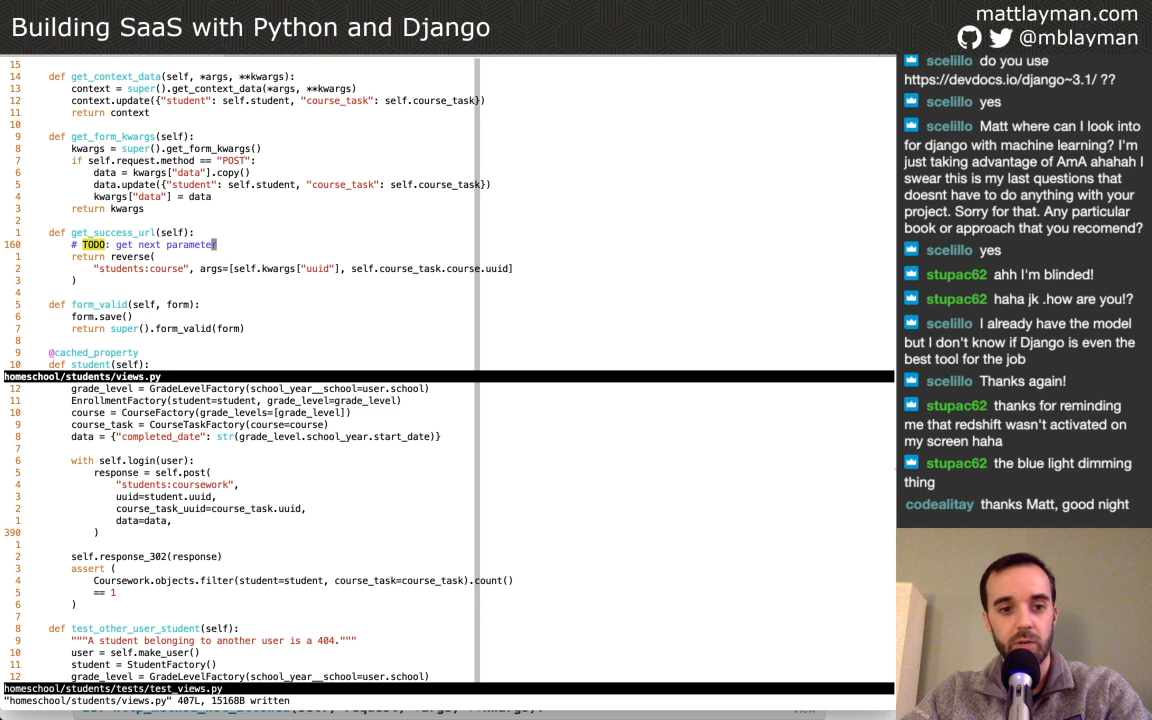 Building SaaS with Python and Django
mattlayman.com
@mblayman
15
14 def get_context_data(self, *args, **kwargs):
13 context = super().get_context_data(*args, **kwargs)
12 context.update({"student": self.student, "course_task": self.course_task})
11 return context
10
9 def get_form_kwargs(self):
8 kwargs = super().get_form_kwargs()
7 if self.request.method == "POST":
6 data = kwargs["data"].copy()
5 data.update({"student": self.student, "course_task": self.course_task})
4 kwargs["data"] = data
3 return kwargs
2
1 def get_success_url(self):
160 # TODO: get next parameter
1 return reverse(
2 "students:course", args=[self.kwargs["uuid"], self.course_task.course.uuid]
3 )
4
5 def form_valid(self, form):
6 form.save()
7 return super().form_valid(form)
8
9 @cached_property
10 def student(self):
homeschool/students/views.py
12 grade_level = GradeLevelFactory(school_year__school=user.school)
11 EnrollmentFactory(student=student, grade_level=grade_level)
10 course = CourseFactory(grade_levels=[grade_level])
9 course_task = CourseTaskFactory(course=course)
8 data = {"completed_date": str(grade_level.school_year.start_date)}
7
6 with self.login(user):
5 response = self.post(
4 "students:coursework",
3 uuid=student.uuid,
2 course_task_uuid=course_task.uuid,
1 data=data,
390 )
1
2 self.response_302(response)
3 assert (
4 Coursework.objects.filter(student=student, course_task=course_task).count()
5 == 1
6 )
7
8 def test_other_user_student(self):
9 """A student belonging to another user is a 404."""
10 user = self.make_user()
11 student = StudentFactory()
12 grade_level = GradeLevelFactory(school_year__school=user.school)
homeschool/students/tests/test_views.py
"homeschool/students/views.py" 407L, 15168B written
scelillo do you use
https://devdocs.io/django~3.1/ ??
scelillo yes
scelillo Matt where can I look into
for django with machine learning? I'm
just taking advantage of AmA ahahah I
swear this is my last questions that
doesnt have to do anything with your
project. Sorry for that. Any particular
book or approach that you recomend?
scelillo yes
stupac62 ahh I'm blinded!
stupac62 haha jk .how are you!?
scelillo I already have the model
but I don't know if Django is even the
best tool for the job
scelillo Thanks again!
stupac62 thanks for reminding
me that redshift wasn't activated on
my screen haha
stupac62 the blue light dimming
thing
codealitay thanks Matt, good night